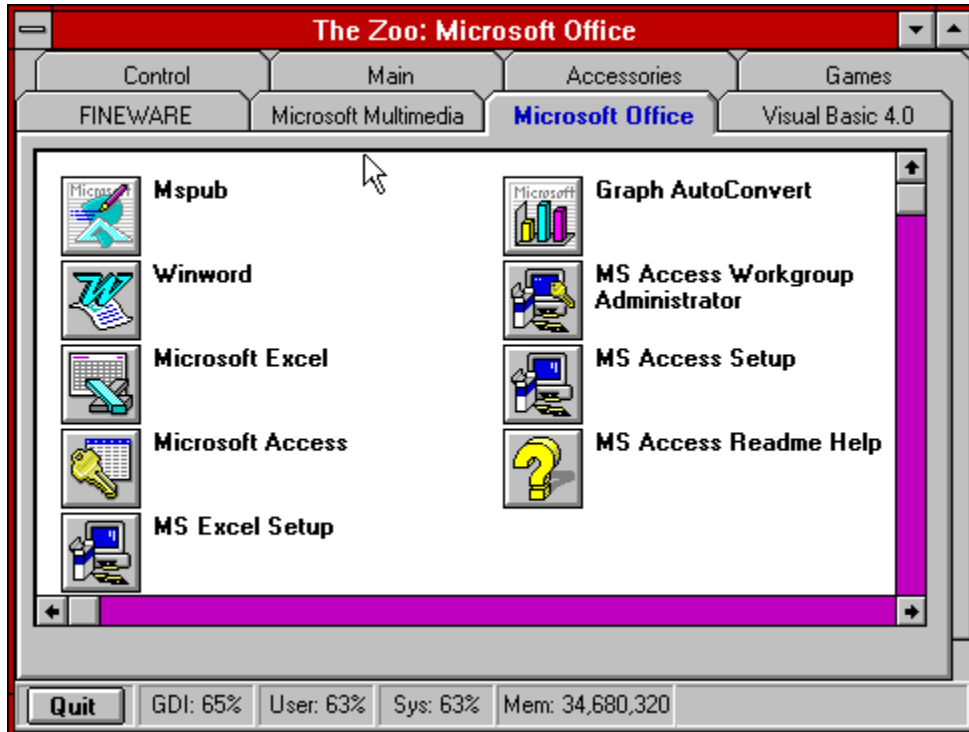 The Zoo: Microsoft Office
Control Main Accessories Games
FINEWARE Microsoft Multimedia Microsoft Office Visual Basic 4.0
Microsoft
Mspub
Microsoft
Graph AutoConvert
Winword
MS Access Workgroup
Administrator
Microsoft Excel
MS Access Setup
Microsoft Access
MS Access Readme Help
MS Excel Setup
Quit GDI: 65% User: 63% Sys: 63% Mem: 34,680,320